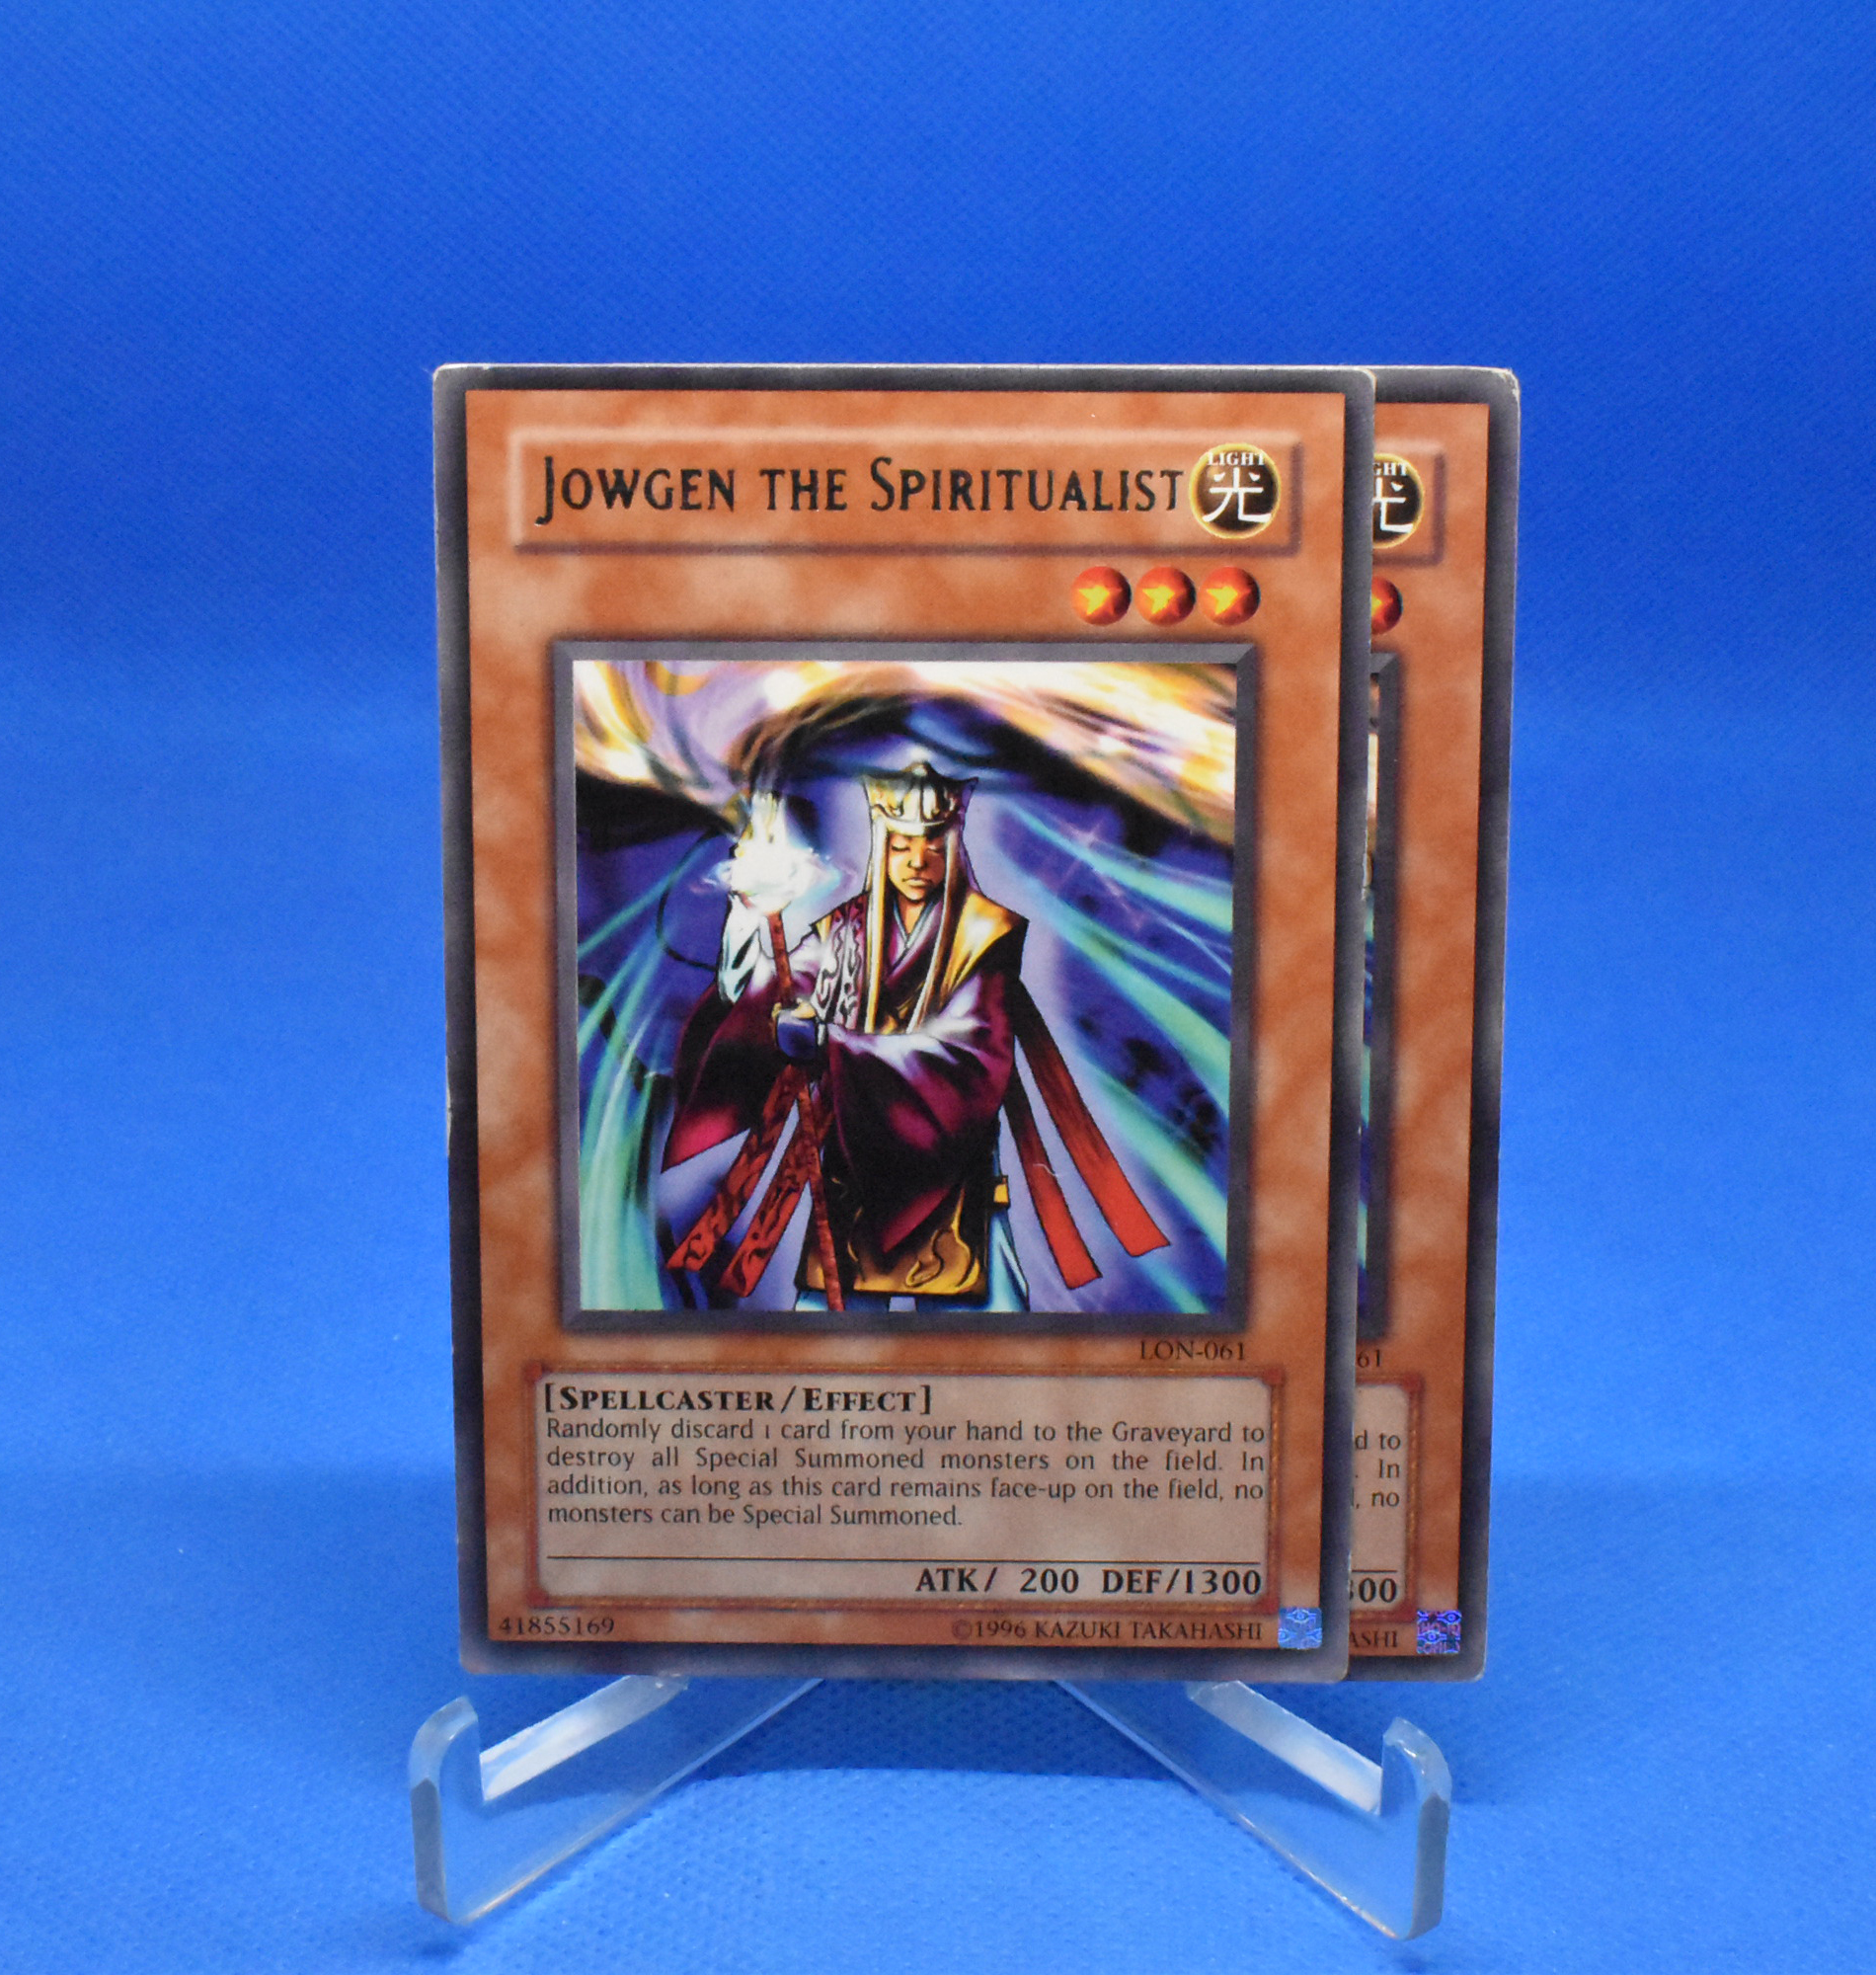 JOWGEN THE SPIRITUALIST
LIGHT
光
LON-061
[SPELLCASTER/EFFECT]
Randomly discard 1 card from your hand to the Graveyard to
destroy all Special Summoned monsters on the field. In
addition, as long as this card remains face-up on the field, no
monsters can be Special Summoned.
ATK/ 200 DEF/1300
41855169
©1996 KAZUKI TAKAHASHI
GHT
光
61
d to
. In
, no
300
ASHI